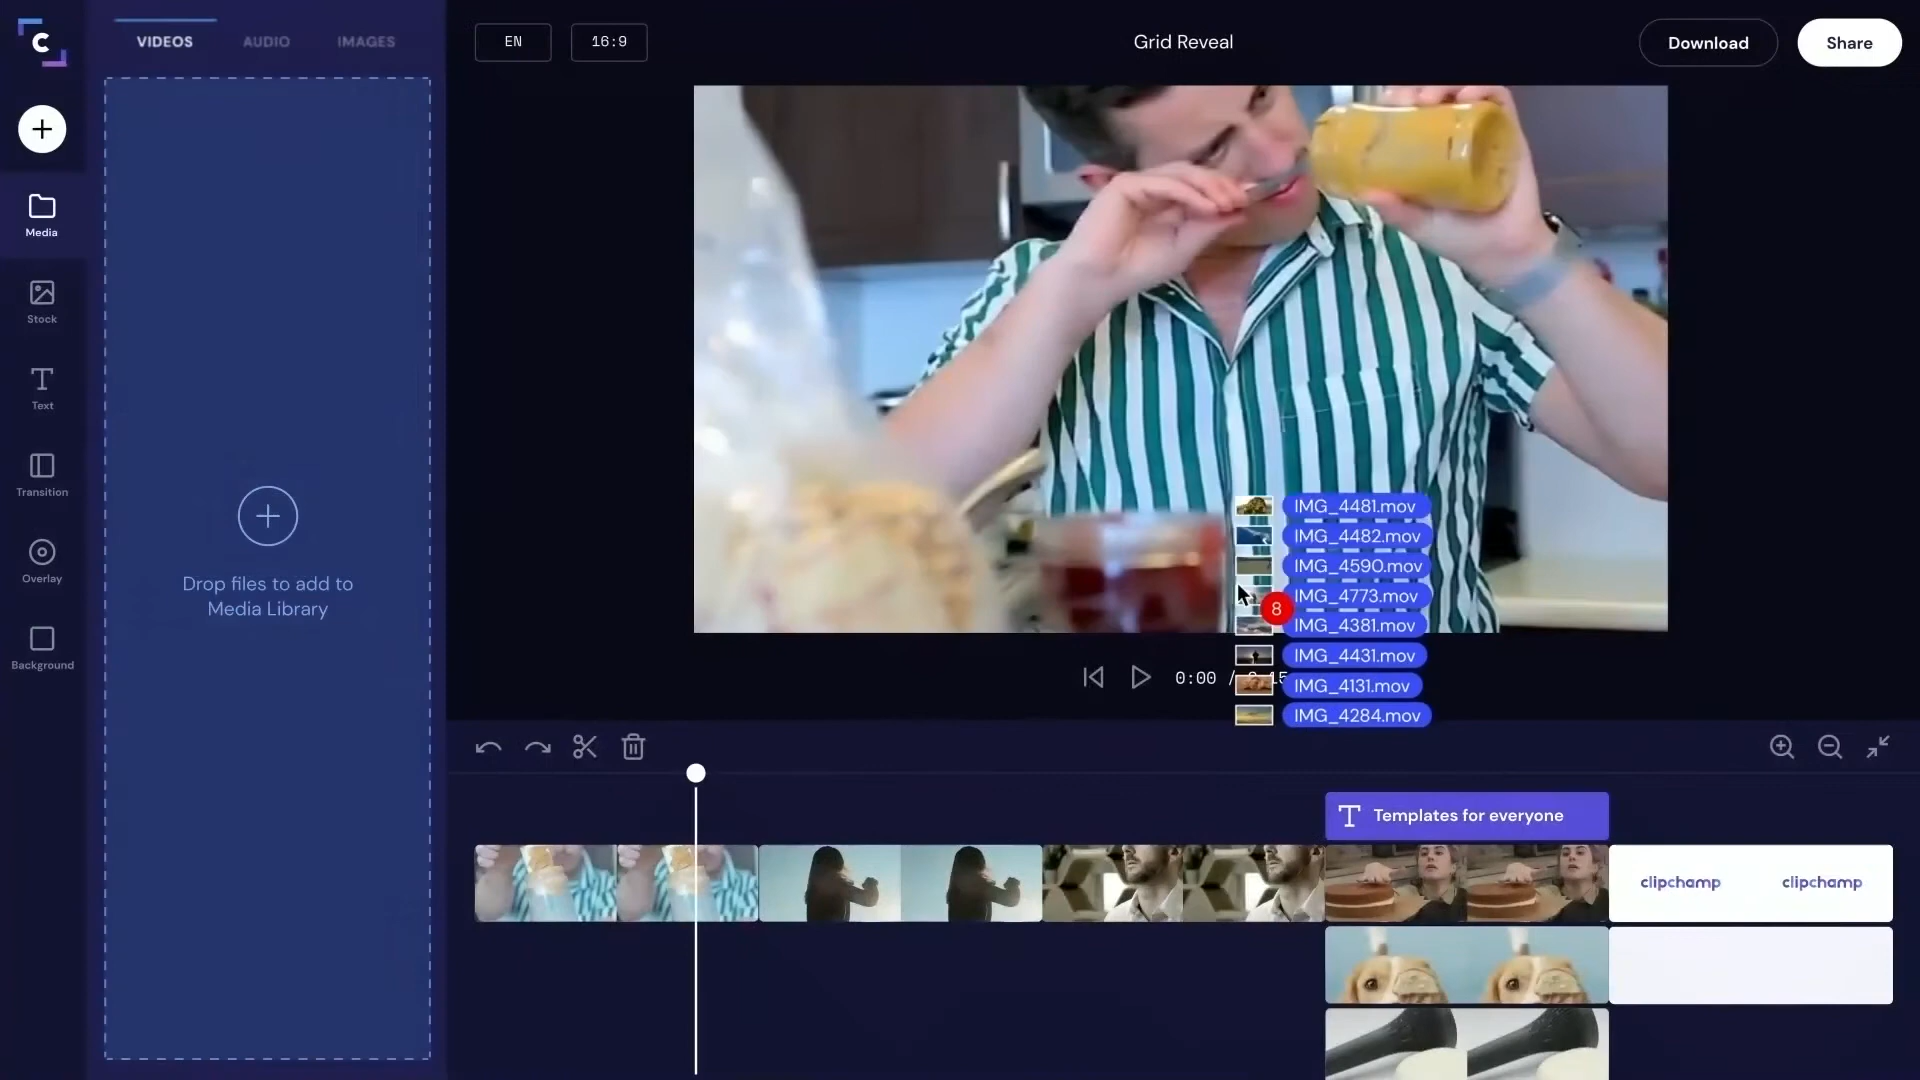 C
VIDEOS
AUDIO
IMAGES
EN
16:9
Grid Reveal
Download
Share
Media
Stock
Text
Transition
Overlay
Background
Drop files to add to
Media Library
IMG_4481.mov
IMG_4482.mov
IMG_4590.mov
IMG_4773.mov
8
IMG_4381.mov
IMG_4431.mov
0:00 / 0:15
IMG_4131.mov
IMG_4284.mov
T Templates for everyone
clipchamp
clipchamp